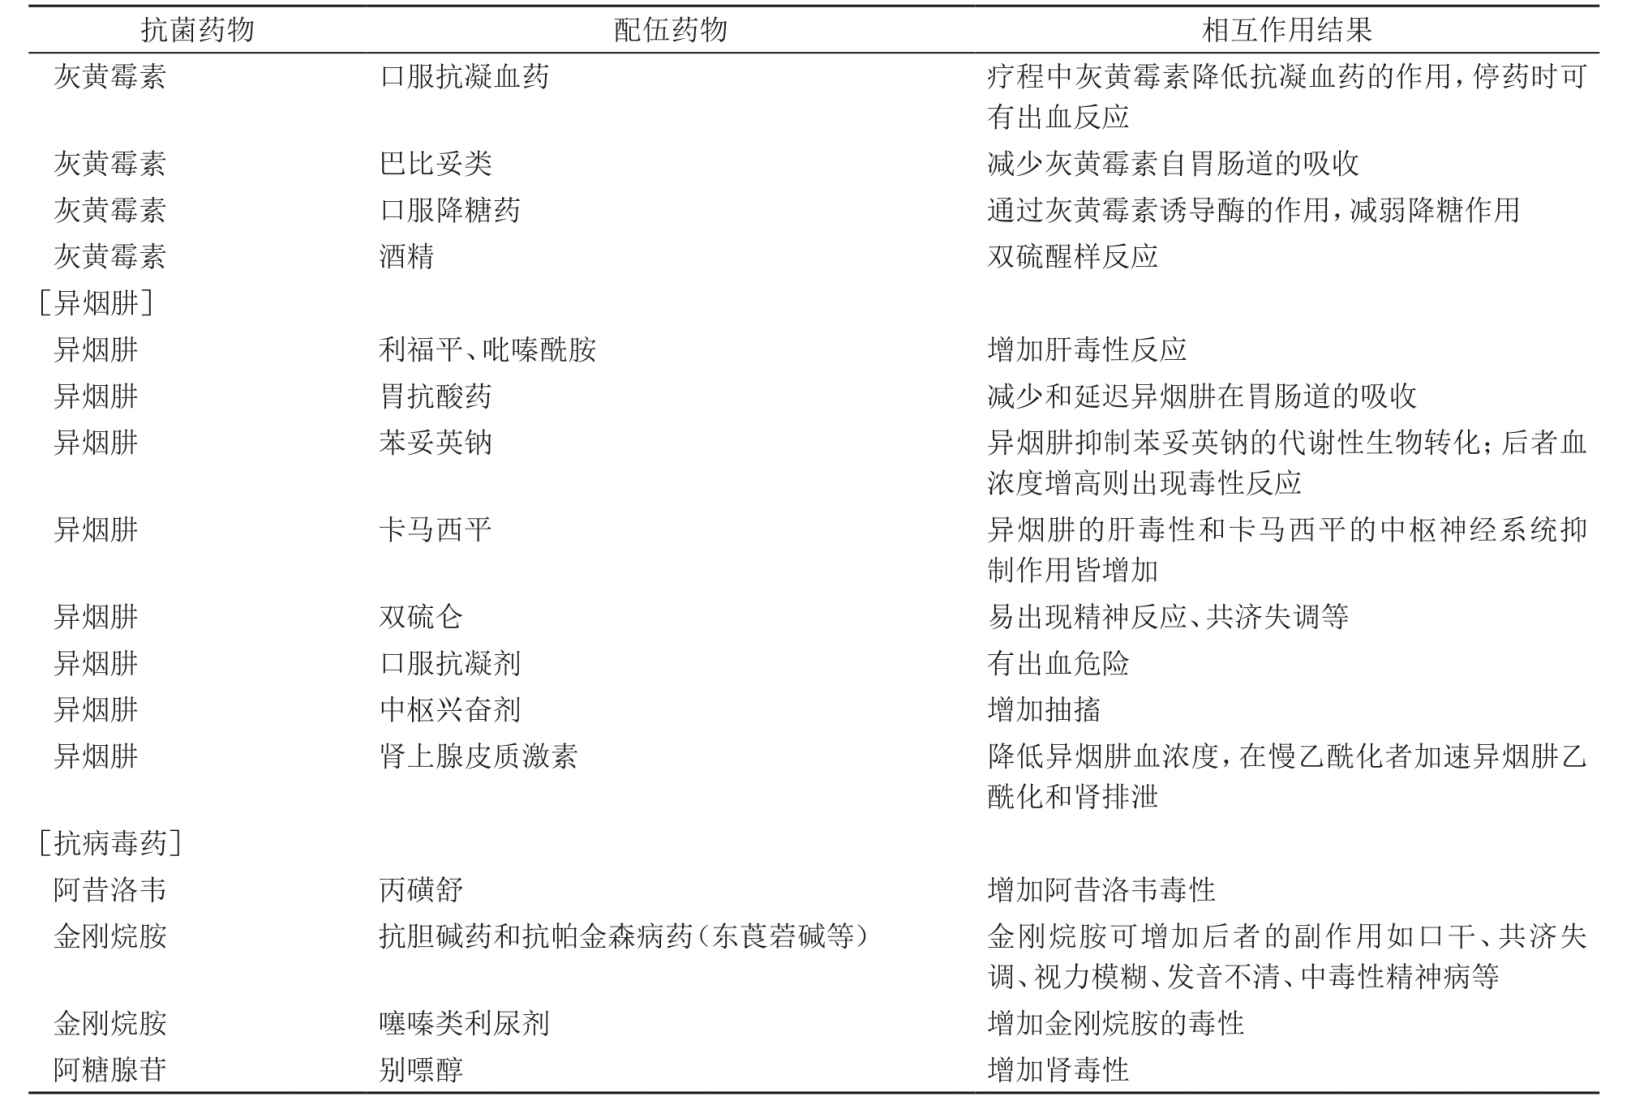 抗菌药物 配伍药物 相互作用结果
灰黄霉素 口服抗凝血药 疗程中灰黄霉素降低抗凝血药的作用，停药时可
有出血反应
灰黄霉素 巴比妥类 减少灰黄霉素自胃肠道的吸收
灰黄霉素 口服降糖药 通过灰黄霉素诱导酶的作用，减弱降糖作用
灰黄霉素 酒精 双硫醒样反应
［异烟肼］
异烟肼 利福平、吡嗪酰胺 增加肝毒性反应
异烟肼 胃抗酸药 减少和延迟异烟肼在胃肠道的吸收
异烟肼 苯妥英钠 异烟肼抑制苯妥英钠的代谢性生物转化；后者血
浓度增高则出现毒性反应
异烟肼 卡马西平 异烟肼的肝毒性和卡马西平的中枢神经系统抑
制作用皆增加
异烟肼 双硫仑 易出现精神反应、共济失调等
异烟肼 口服抗凝剂 有出血危险
异烟肼 中枢兴奋剂 增加抽搐
异烟肼 肾上腺皮质激素 降低异烟肼血浓度，在慢乙酰化者加速异烟肼乙
酰化和肾排泄
［抗病毒药］
阿昔洛韦 丙磺舒 增加阿昔洛韦毒性
金刚烷胺 抗胆碱药和抗帕金森病药（东莨菪碱等） 金刚烷胺可增加后者的副作用如口干、共济失
调、视力模糊、发音不清、中毒性精神病等
金刚烷胺 噻嗪类利尿剂 增加金刚烷胺的毒性
阿糖腺苷 别嘌醇 增加肾毒性